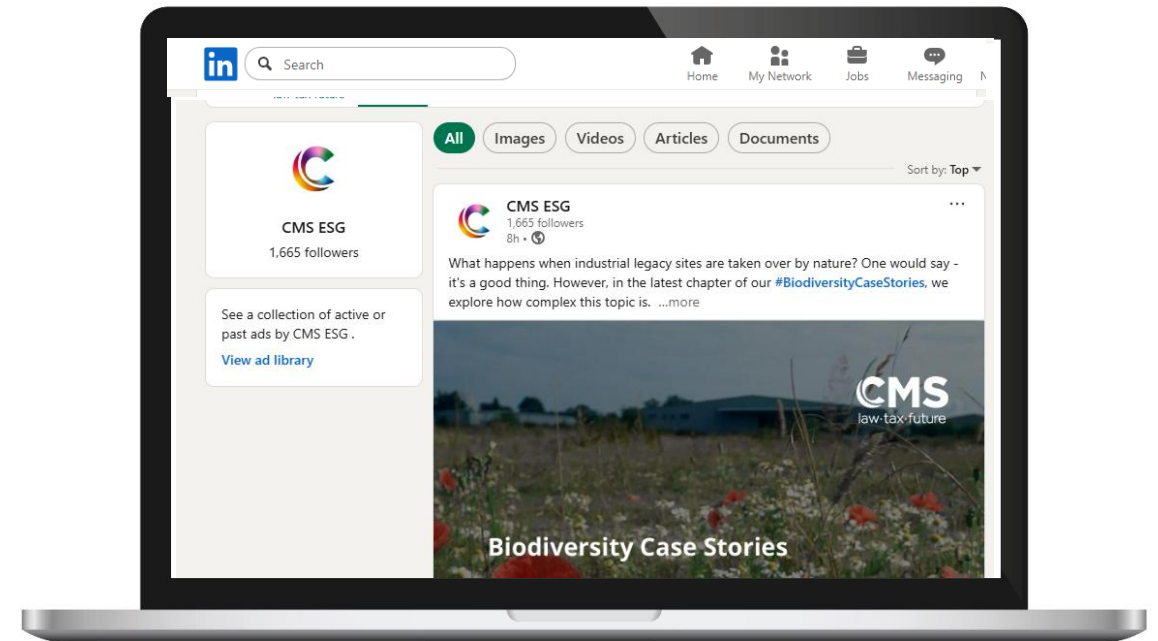 in
Search
Home
My Network
Jobs
Messaging
N
law·tax·future
All
Images
Videos
Articles
Documents
Sort by: Top
CMS ESG
1,665 followers
See a collection of active or
past ads by CMS ESG .
View ad library
CMS ESG
1,665 followers
8h •
What happens when industrial legacy sites are taken over by nature? One would say -
it's a good thing. However, in the latest chapter of our #BiodiversityCaseStories, we
explore how complex this topic is. ...more
CMS
law·tax·future
Biodiversity Case Stories